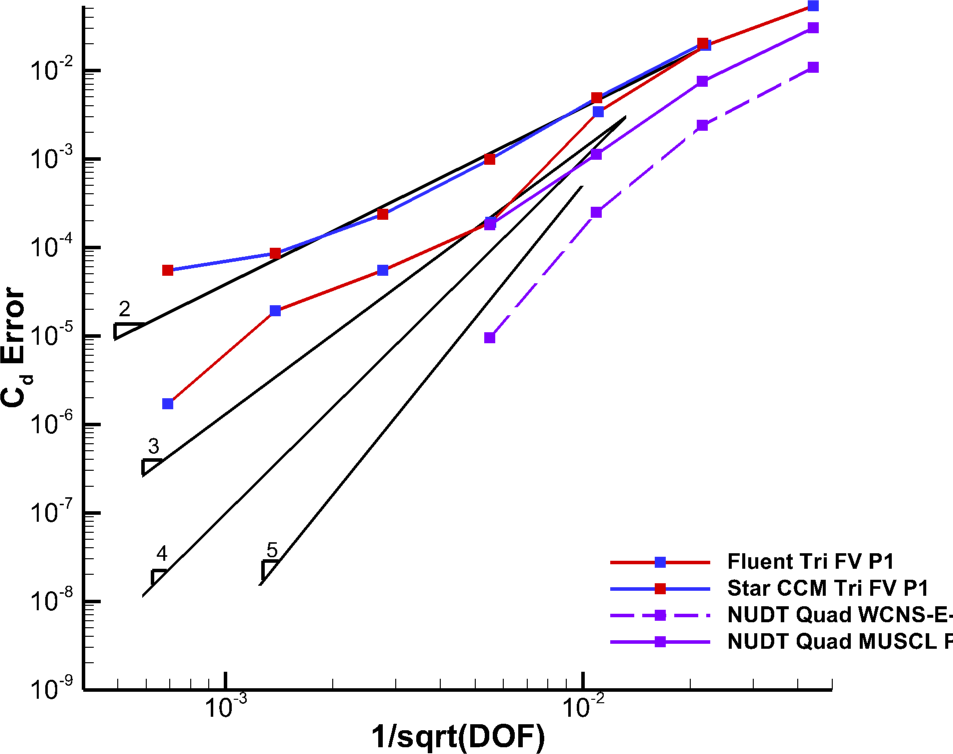 10-2
10-3
10-4
10-5
10-6
10-7
10-8
10-9
Cd Error
2
3
4
5
Fluent Tri FV P1
Star CCM Tri FV P1
NUDT Quad WCNS-E-
NUDT Quad MUSCL
10-3
10-2
1/sqrt(DOF)